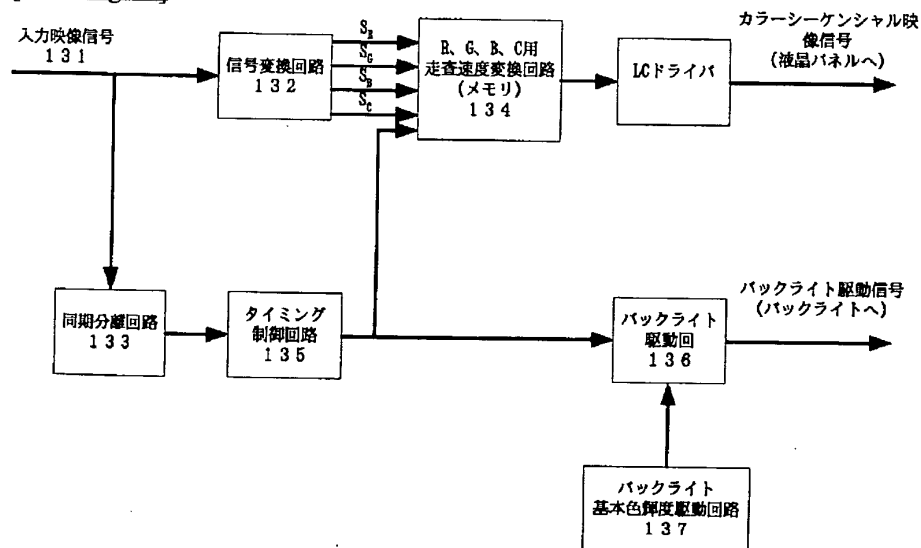 入力映像信号
131
信号変換回路
132
S_R
S_G
S_B
S_C
R、G、B、C用
走査速度変換回路
(メモリ)
134
LCドライバ
カラーシーケンシャル映
像信号
(液晶パネルへ)
同期分離回路
133
タイミング
制御回路
135
バックライト
駆動回
136
バックライト駆動信号
(バックライトへ)
バックライト
基本色輝度駆動回路
137